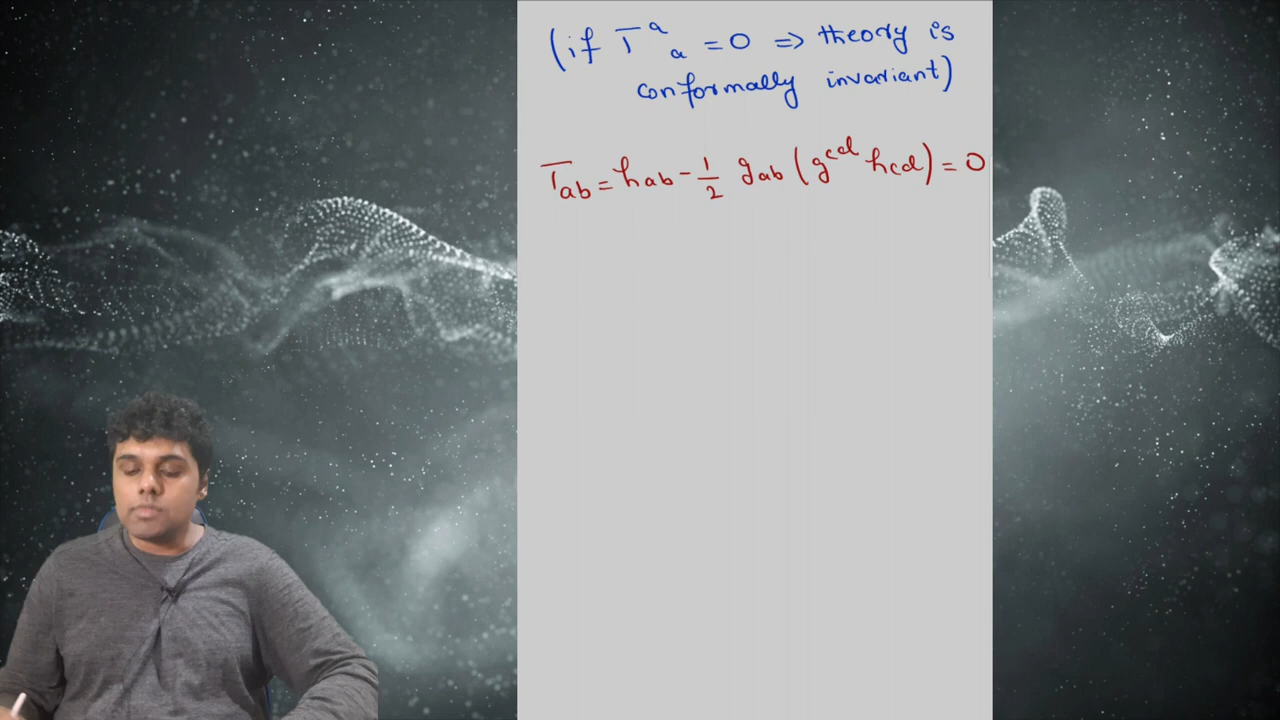 (if T^a_a = 0 => theory is
conformally invariant)
T_ab = h_ab - 1/2 g_ab (g^cd h_cd) = 0